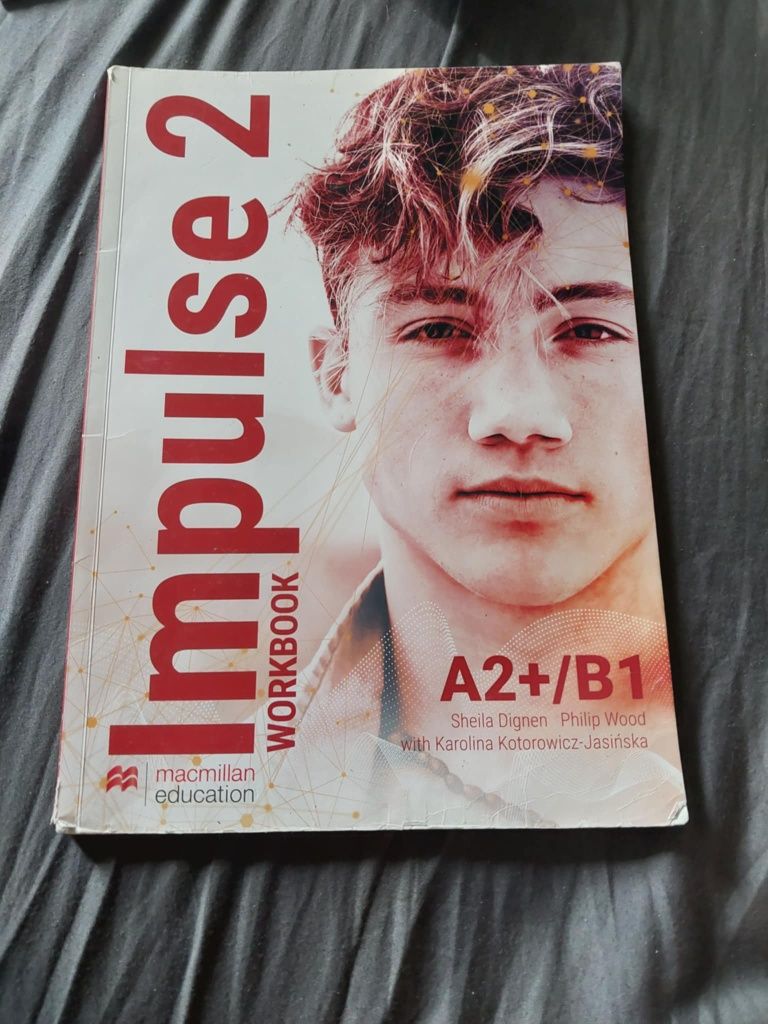 Impulse 2
WORKBOOK
A2+/B1
Sheila Dignen Philip Wood
with Karolina Kotorowicz-Jasińska
macmillan
education